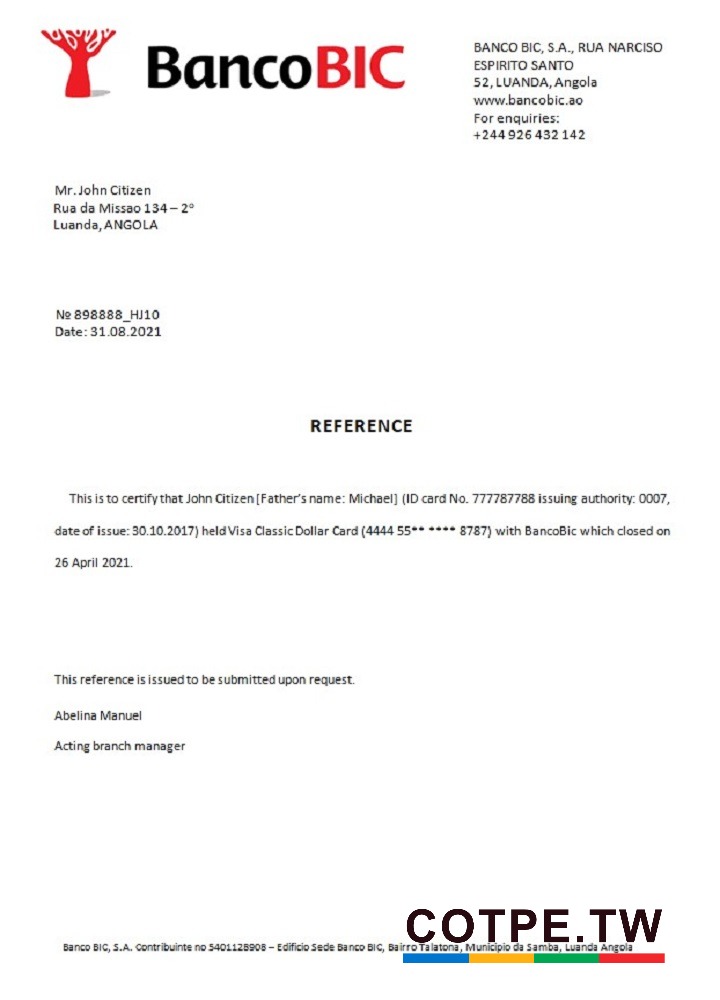 BancoBIC
BANCO BIC, S.A., RUA NARCISO
ESPIRITO SANTO
52, LUANDA, Angola
www.bancobic.ao
For enquiries:
+244 926 432 142
Mr. John Citizen
Rua da Missao 134 – 2º
Luanda, ANGOLA
№ 898888_HJ10
Date: 31.08.2021
REFERENCE
This is to certify that John Citizen [Father's name: Michael] (ID card No. 777787788 issuing authority: 0007,
date of issue: 30.10.2017) held Visa Classic Dollar Card (4444 55** **** 8787) with BancoBic which closed on
26 April 2021.
This reference is issued to be submitted upon request.
Abelina Manuel
Acting branch manager
COTPE.TW
Banco BIC, S.A. Contribuinte no 5401128908 – Edificio Sede Banco BIC, Bairro Talatona, Municipio da Samba, Luanda Angola